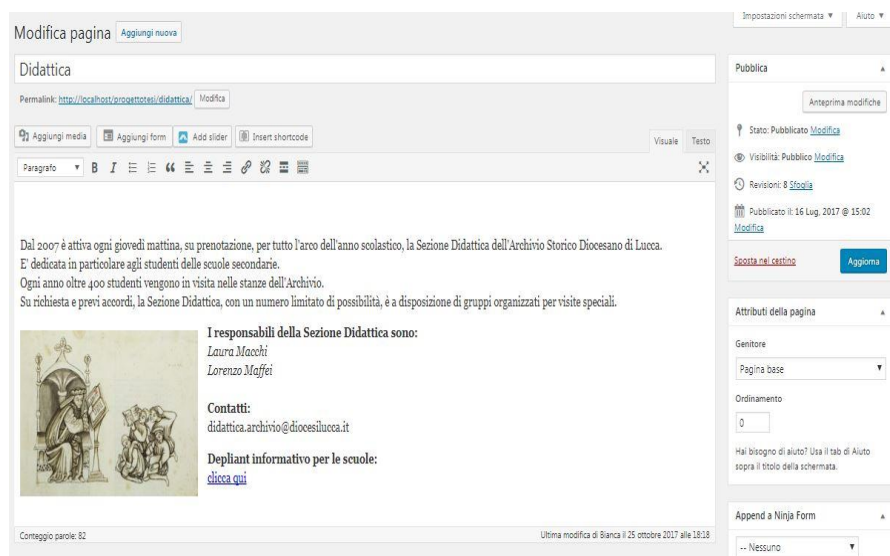 Impostazioni schermata ▼ Aiuto ▼
Modifica pagina Aggiungi nuova
Didattica
Permalink: http://localhost/progettotesi/didattica/ Modifica
Aggiungi media Aggiungi form Add slider Insert shortcode
Visuale Testo
Paragrafo ▼ B I
Dal 2007 è attiva ogni giovedì mattina, su prenotazione, per tutto l'arco dell'anno scolastico, la Sezione Didattica dell'Archivio Storico Diocesano di Lucca.
E' dedicata in particolare agli studenti delle scuole secondarie.
Ogni anno oltre 400 studenti vengono in visita nelle stanze dell'Archivio.
Su richiesta e previ accordi, la Sezione Didattica, con un numero limitato di possibilità, è a disposizione di gruppi organizzati per visite speciali.
I responsabili della Sezione Didattica sono:
Laura Macchi
Lorenzo Maffei
Contatti:
didattica.archivio@diocesilucca.it
Depliant informativo per le scuole:
clicca qui
Conteggio parole: 82
Ultima modifica di Bianca il 25 ottobre 2017 alle 18:18
Pubblica
Anteprima modifiche
Stato: Pubblicato Modifica
Visibilità: Pubblico Modifica
Revisioni: 8 Sfoglia
Pubblicato il: 16 Lug, 2017 @ 15:02
Modifica
Sposta nel cestino
Aggiorna
Attributi della pagina
Genitore
Pagina base
Ordinamento
0
Hai bisogno di aiuto? Usa il tab di Aiuto
sopra il titolo della schermata.
Append a Ninja Form
-- Nessuno